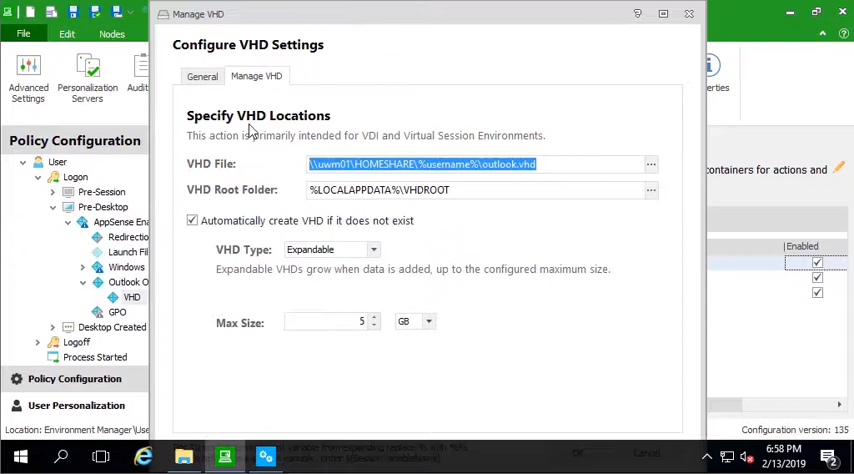 Manage VHD
File
Edit
Nodes
Advanced
Settings
Personalization
Servers
Policy Configuration
User
Logon
Pre-Session
Pre-Desktop
Launch
Windows
VHD
GPO
Desktop Created
Logoff
Process Started
Policy Configuration
User Personalization
Configure VHD Settings
General
Manage VHD
Specify VHD Locations
This action is primarily intended for VDI and Virtual Session Environments.
VHD File:
\\uwm01\HOMESHARE\%username%\outlook.vhd
VHD Root Folder:
%LOCALAPPDATA%\VHDROOT
Automatically create VHD if it does not exist
VHD Type:
Expandable
Expandable VHDs grow when data is added, up to the configured maximum size.
Max Size:
5
GB
containers for actions and
Enabled
Configuration version: 135
6:58 PM
2/13/2019
2